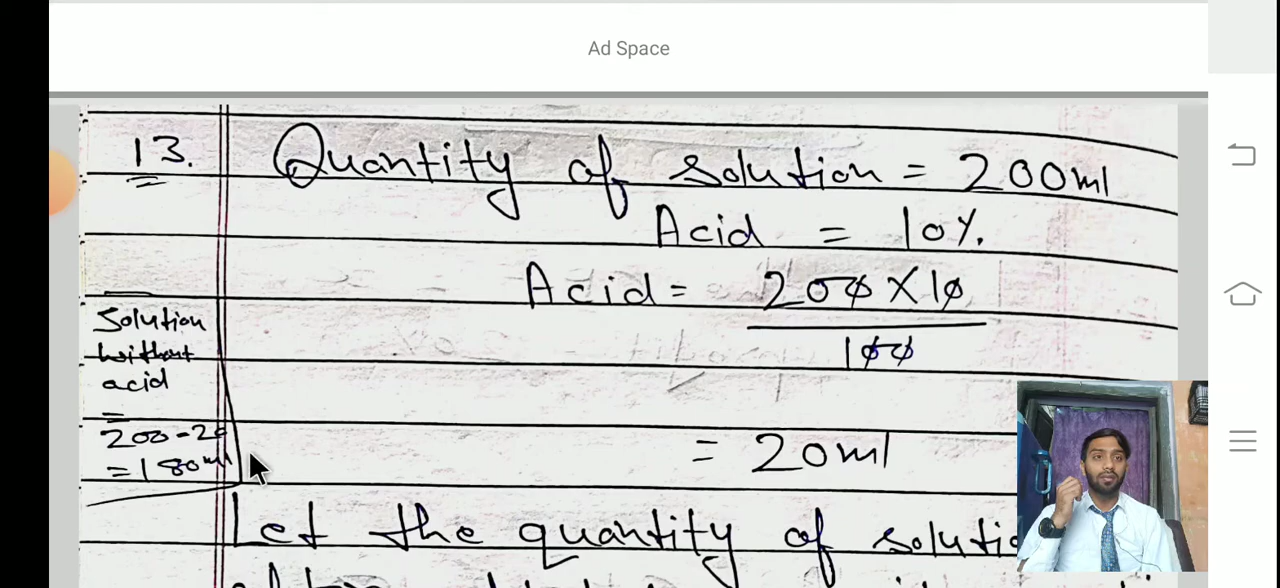 Ad Space
13. Quantity of solution = 200ml
Acid = 10%.
Acid = 200 X 10
100
Solution
without
acid
=
200-20
=180ml
= 20ml
Let the quantity of solutio